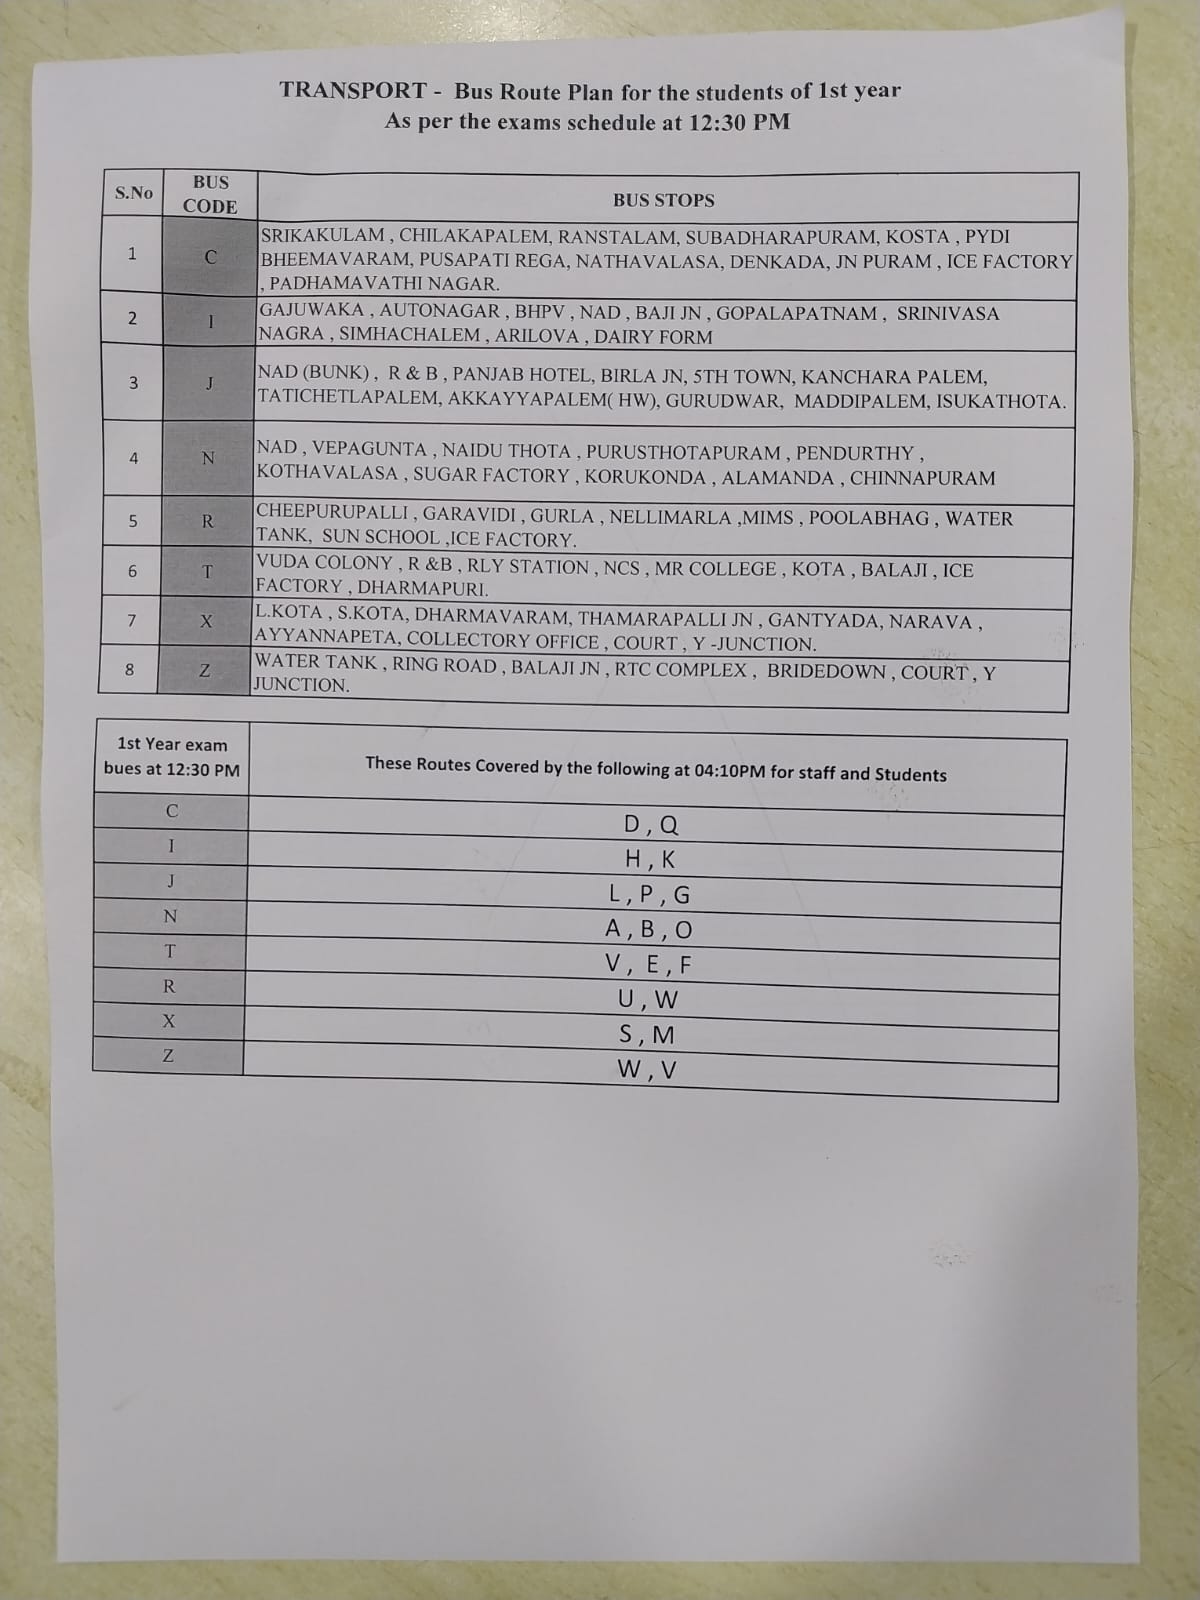 TRANSPORT - Bus Route Plan for the students of 1st year
As per the exams schedule at 12:30 PM
S.No BUS CODE BUS STOPS
1 C SRIKAKULAM , CHILAKAPALEM, RANSTALAM, SUBADHARAPURAM, KOSTA , PYDI
BHEEMAVARAM, PUSAPATI REGA, NATHAVALASA, DENKADA, JN PURAM , ICE FACTORY
, PADHAMAVATHI NAGAR.
2 I GAJUWAKA , AUTONAGAR , BHPV , NAD , BAJI JN , GOPALAPATNAM , SRINIVASA
NAGRA , SIMHACHALEM , ARILOVA , DAIRY FORM
3 J NAD (BUNK) , R & B , PANJAB HOTEL, BIRLA JN, 5TH TOWN, KANCHARA PALEM,
TATICHETLAPALEM, AKKAYYAPALEM( HW), GURUDWAR, MADDIPALEM, ISUKATHOTA.
4 N NAD , VEPAGUNTA , NAIDU THOTA , PURUSTHOTAPURAM , PENDURTHY ,
KOTHAVALASA , SUGAR FACTORY , KORUKONDA , ALAMANDA , CHINNAPURAM
5 R CHEEPURUPALLI , GARAVIDI , GURLA , NELLIMARLA ,MIMS , POOLABHAG , WATER
TANK, SUN SCHOOL ,ICE FACTORY.
6 T VUDA COLONY , R &B , RLY STATION , NCS , MR COLLEGE , KOTA , BALAJI , ICE
FACTORY , DHARMAPURI.
7 X L.KOTA , S.KOTA, DHARMAVARAM, THAMARAPALLI JN , GANTYADA, NARAVA ,
AYYANNAPETA, COLLECTORY OFFICE , COURT , Y -JUNCTION.
8 Z WATER TANK , RING ROAD , BALAJI JN , RTC COMPLEX , BRIDEDOWN , COURT , Y
JUNCTION.
1st Year exam
bues at 12:30 PM These Routes Covered by the following at 04:10PM for staff and Students
C D , Q
I H , K
J L , P , G
N A , B , O
T V , E , F
R U , W
X S , M
Z W , V